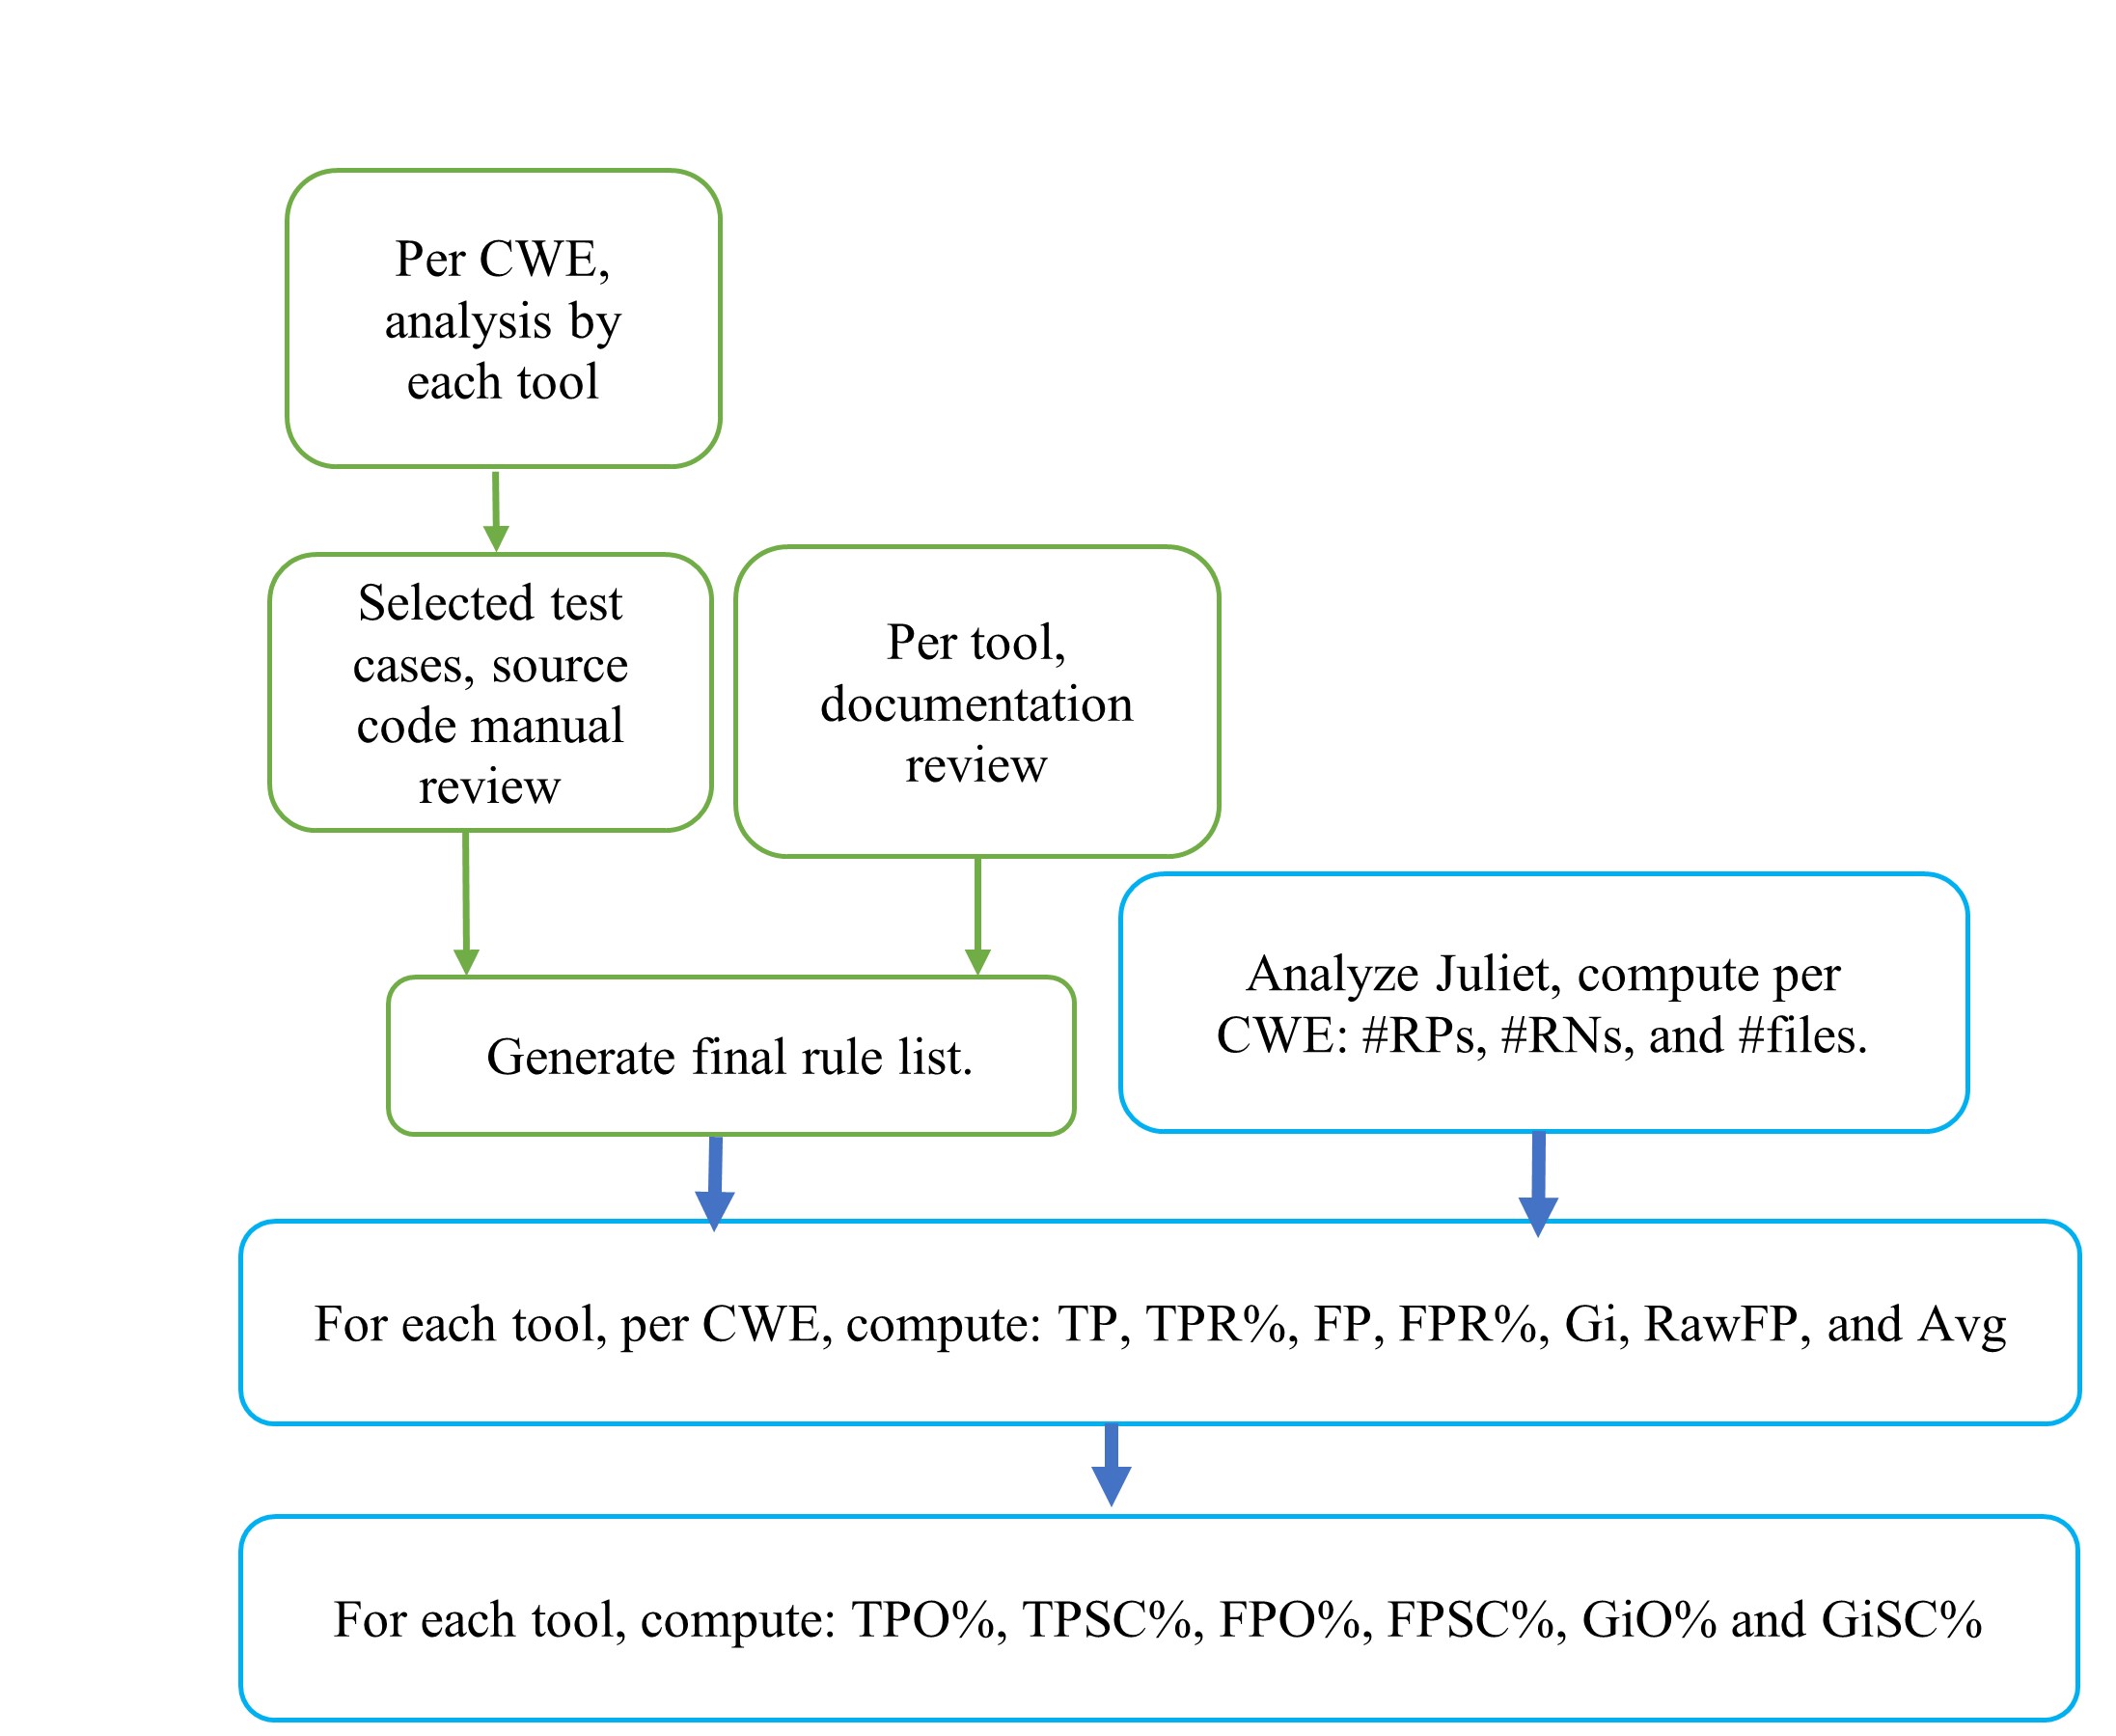 Per CWE,
analysis by
each tool
Selected test
cases, source
code manual
review
Per tool,
documentation
review
Generate final rule list.
Analyze Juliet, compute per
CWE: #RPs, #RNs, and #files.
For each tool, per CWE, compute: TP, TPR%, FP, FPR%, Gi, RawFP, and Avg
For each tool, compute: TPO%, TPSC%, FPO%, FPSC%, GiO% and GiSC%